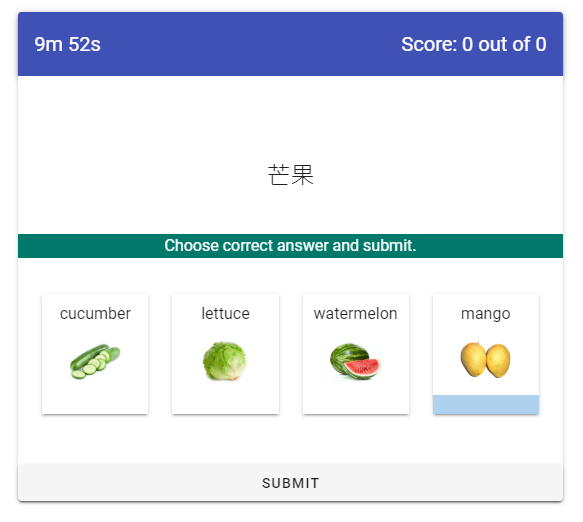 9m 52s Score: 0 out of 0
芒果
Choose correct answer and submit.
cucumber lettuce watermelon mango
SUBMIT